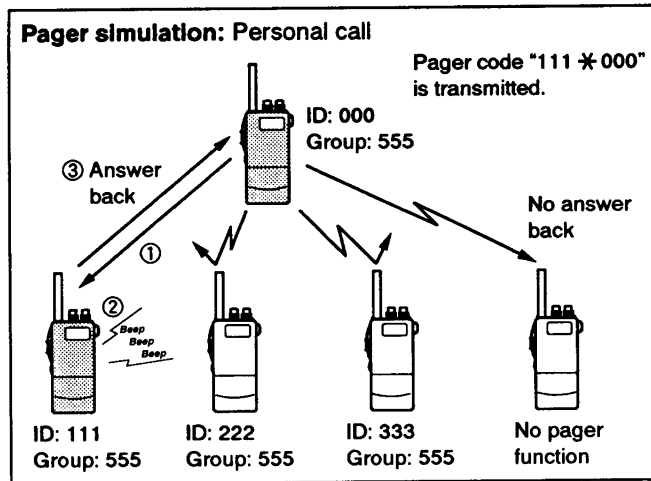 Pager simulation: Personal call
Pager code "111 ✳ 000"
is transmitted.
ID: 000
Group: 555
③ Answer
back
①
No answer
back
②
Beep
Beep
Beep
ID: 111
Group: 555
ID: 222
Group: 555
ID: 333
Group: 555
No pager
function